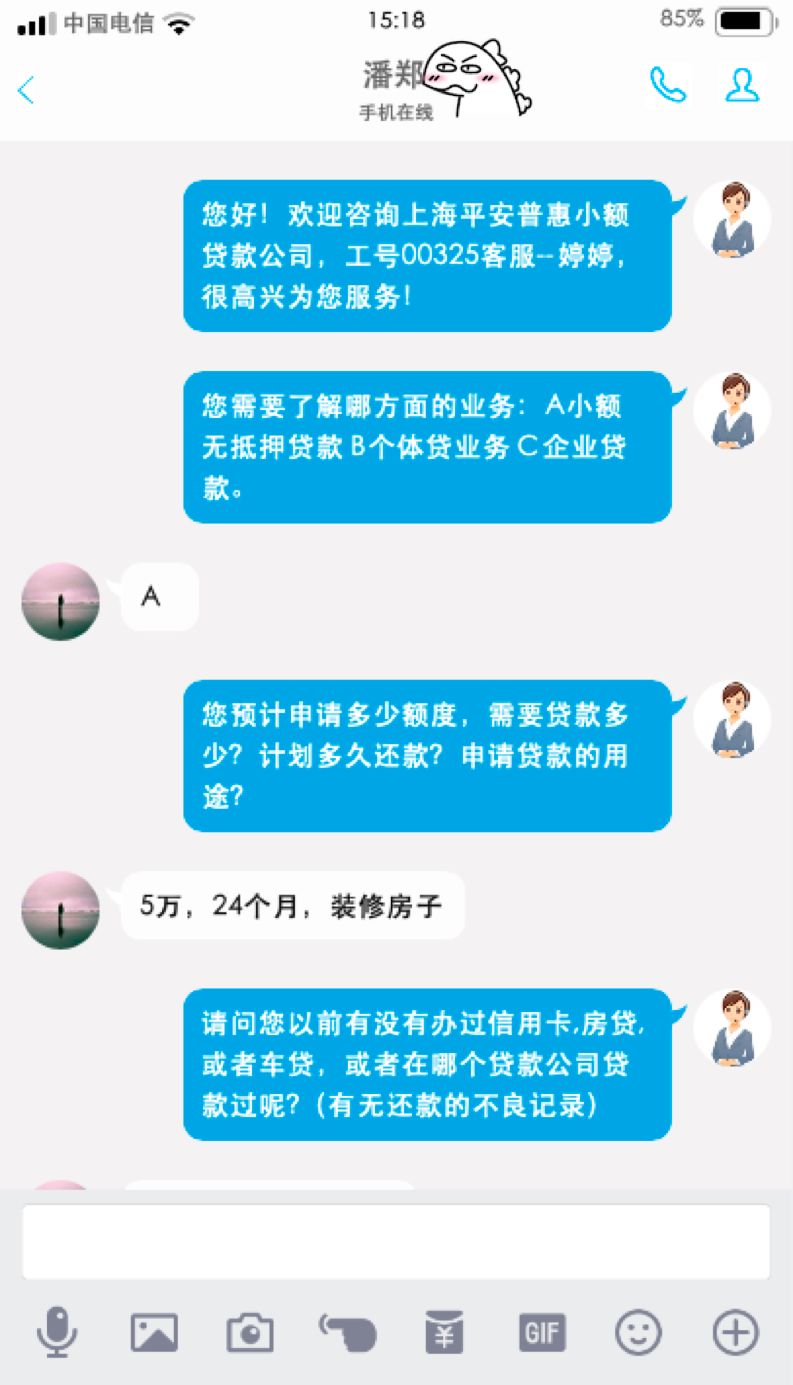 中国电信
15:18
85%
潘郑
手机在线
您好！欢迎咨询上海平安普惠小额
贷款公司，工号00325客服--婷婷，
很高兴为您服务！
您需要了解哪方面的业务：A小额
无抵押贷款 B个体贷业务 C企业贷
款。
A
您预计申请多少额度，需要贷款多
少？计划多久还款？申请贷款的用
途？
5万，24个月，装修房子
请问您以前有没有办过信用卡,房贷,
或者车贷，或者在哪个贷款公司贷
款过呢？(有无还款的不良记录)
GIF